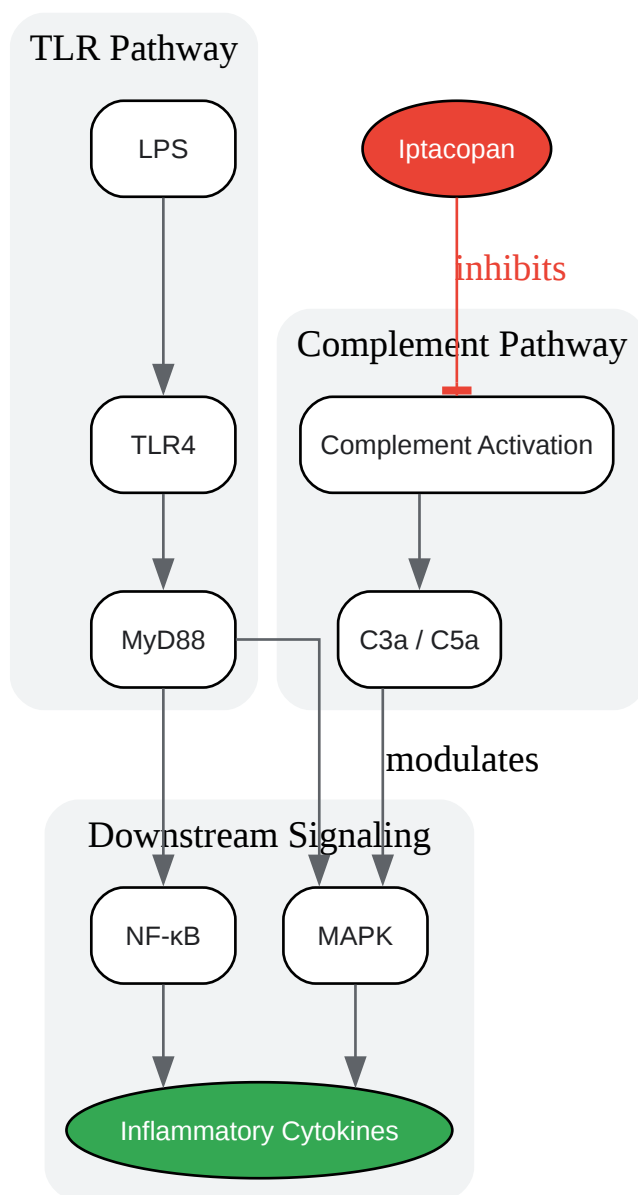 TLR Pathway
LPS
Iptacopan
inhibits
Complement Pathway
TLR4
Complement Activation
MyD88
C3a / C5a
modulates
Downstream Signaling
NF-κB
MAPK
Inflammatory Cytokines